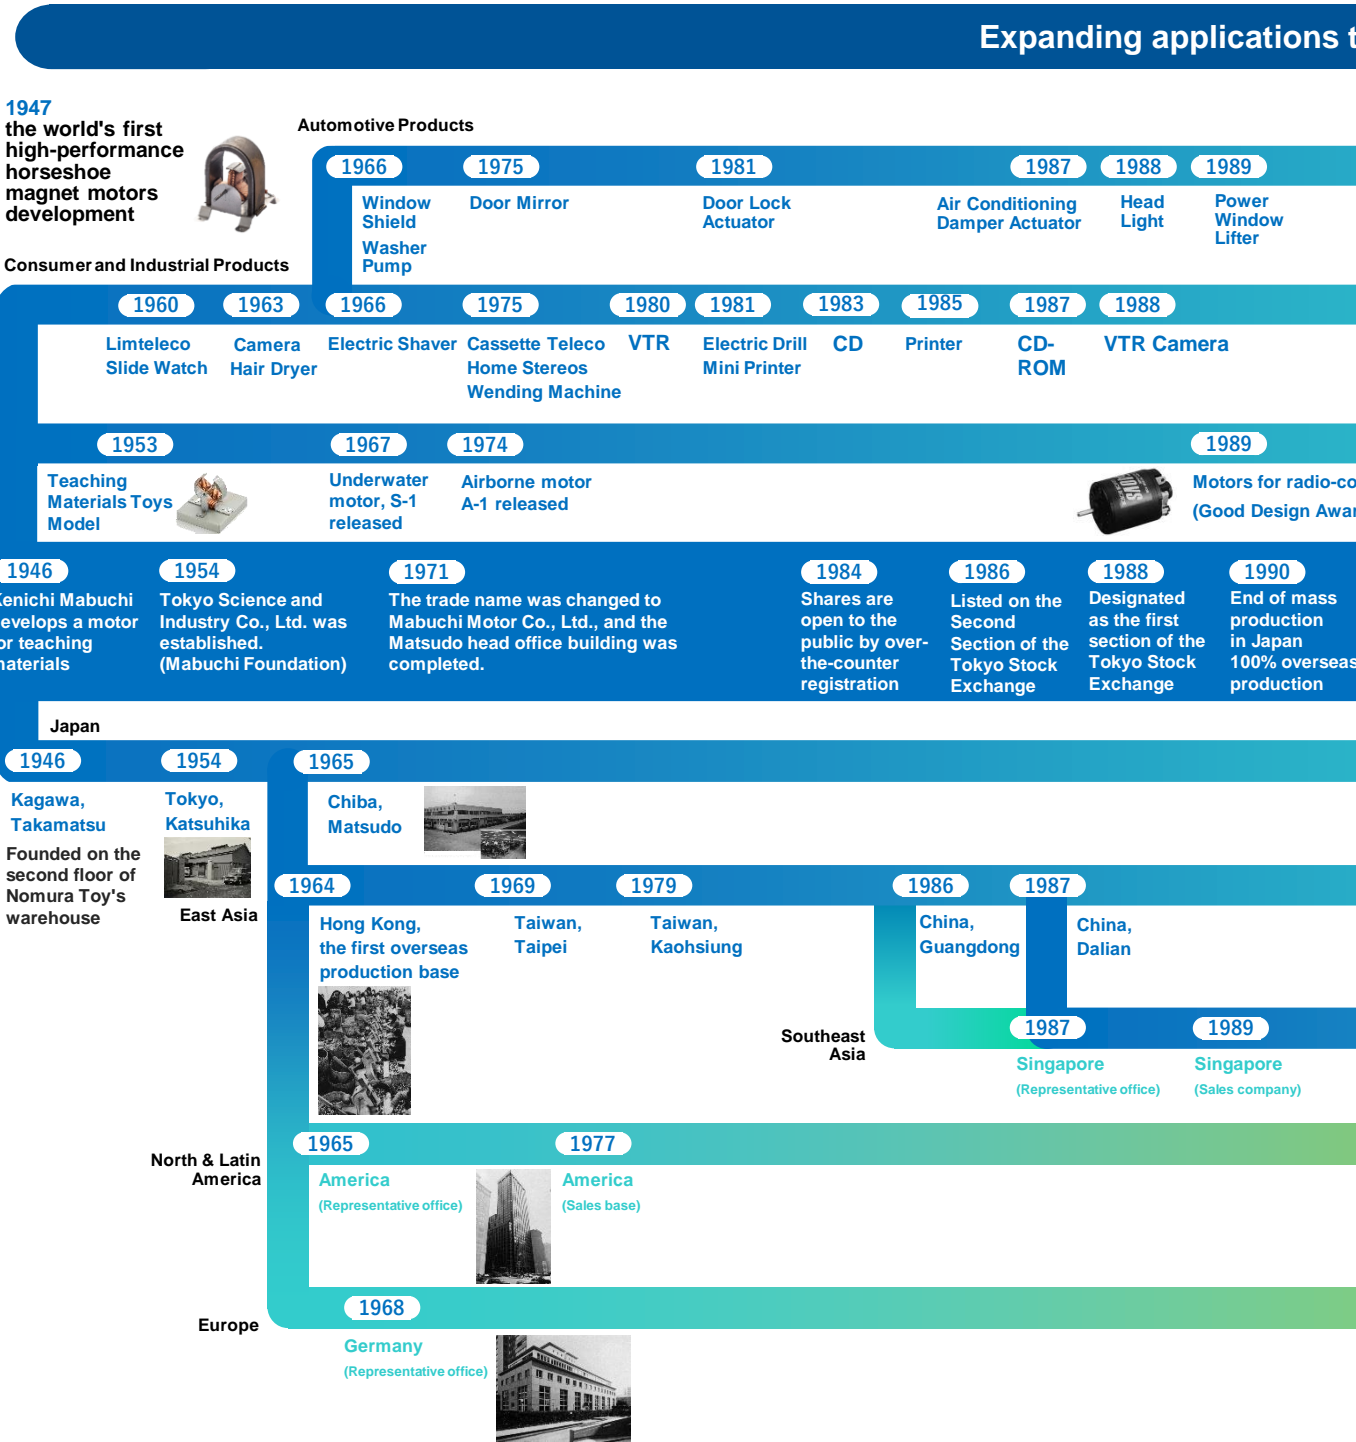 Expanding applications t
1947
the world's first
high-performance
horseshoe
magnet motors
development
Automotive Products
1966
1975
1981
1987
1988
1989
Window
Shield
Washer
Pump
Door Mirror
Door Lock
Actuator
Air Conditioning
Damper Actuator
Head
Light
Power
Window
Lifter
Consumer and Industrial Products
1960
1963
1966
1975
1980
1981
1983
1985
1987
1988
Limteleco
Slide Watch
Camera
Hair Dryer
Electric Shaver
Cassette Teleco
Home Stereos
Wending Machine
VTR
Electric Drill
Mini Printer
CD
Printer
CD-
ROM
VTR Camera
1953
1967
1974
1989
Teaching
Materials Toys
Model
Underwater
motor, S-1
released
Airborne motor
A-1 released
Motors for radio-co
(Good Design Awar
1946
1954
1971
1984
1986
1988
1990
Kenichi Mabuchi
evelops a motor
or teaching
materials
Tokyo Science and
Industry Co., Ltd. was
established.
(Mabuchi Foundation)
The trade name was changed to
Mabuchi Motor Co., Ltd., and the
Matsudo head office building was
completed.
Shares are
open to the
public by over-
the-counter
registration
Listed on the
Second
Section of the
Tokyo Stock
Exchange
Designated
as the first
section of the
Tokyo Stock
Exchange
End of mass
production
in Japan
100% overseas
production
Japan
1946
1954
1965
Kagawa,
Takamatsu
Founded on the
second floor of
Nomura Toy's
warehouse
Tokyo,
Katsuhika
Chiba,
Matsudo
East Asia
1964
1969
1979
1986
1987
Hong Kong,
the first overseas
production base
Taiwan,
Taipei
Taiwan,
Kaohsiung
China,
Guangdong
China,
Dalian
Southeast
Asia
1987
1989
Singapore
(Representative office)
Singapore
(Sales company)
North & Latin
America
1965
1977
America
(Representative office)
America
(Sales base)
Europe
1968
Germany
(Representative office)